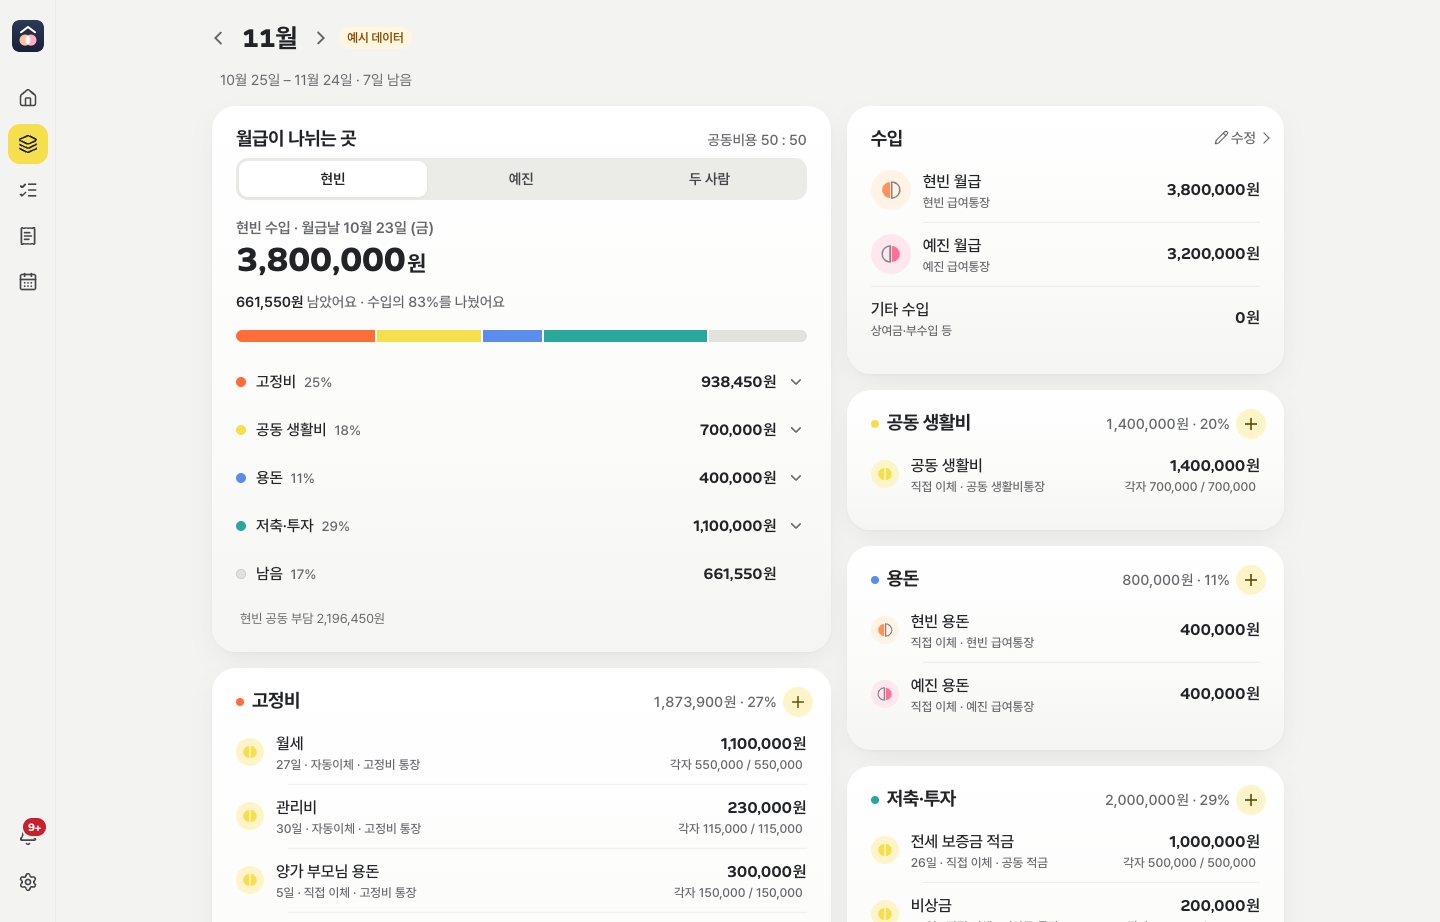 11월
예시 데이터
10월 25일 – 11월 24일 · 7일 남음
월급이 나뉘는 곳
공동비용 50 : 50
현빈
예진
두 사람
현빈 수입 · 월급날 10월 23일 (금)
3,800,000원
661,550원 남았어요 · 수입의 83%를 나눴어요
고정비 25%
938,450원
공동 생활비 18%
700,000원
용돈 11%
400,000원
저축·투자 29%
1,100,000원
남음 17%
661,550원
현빈 공동 부담 2,196,450원
고정비
1,873,900원 · 27%
월세
1,100,000원
27일 · 자동이체 · 고정비 통장
각자 550,000 / 550,000
관리비
230,000원
30일 · 자동이체 · 고정비 통장
각자 115,000 / 115,000
양가 부모님 용돈
300,000원
5일 · 직접 이체 · 고정비 통장
각자 150,000 / 150,000
수입
수정
현빈 월급
3,800,000원
현빈 급여통장
예진 월급
3,200,000원
예진 급여통장
기타 수입
0원
상여금·부수입 등
공동 생활비
1,400,000원 · 20%
공동 생활비
1,400,000원
직접 이체 · 공동 생활비통장
각자 700,000 / 700,000
용돈
800,000원 · 11%
현빈 용돈
400,000원
직접 이체 · 현빈 급여통장
예진 용돈
400,000원
직접 이체 · 예진 급여통장
저축·투자
2,000,000원 · 29%
전세 보증금 적금
1,000,000원
26일 · 직접 이체 · 공동 적금
각자 500,000 / 500,000
비상금
200,000원
9+